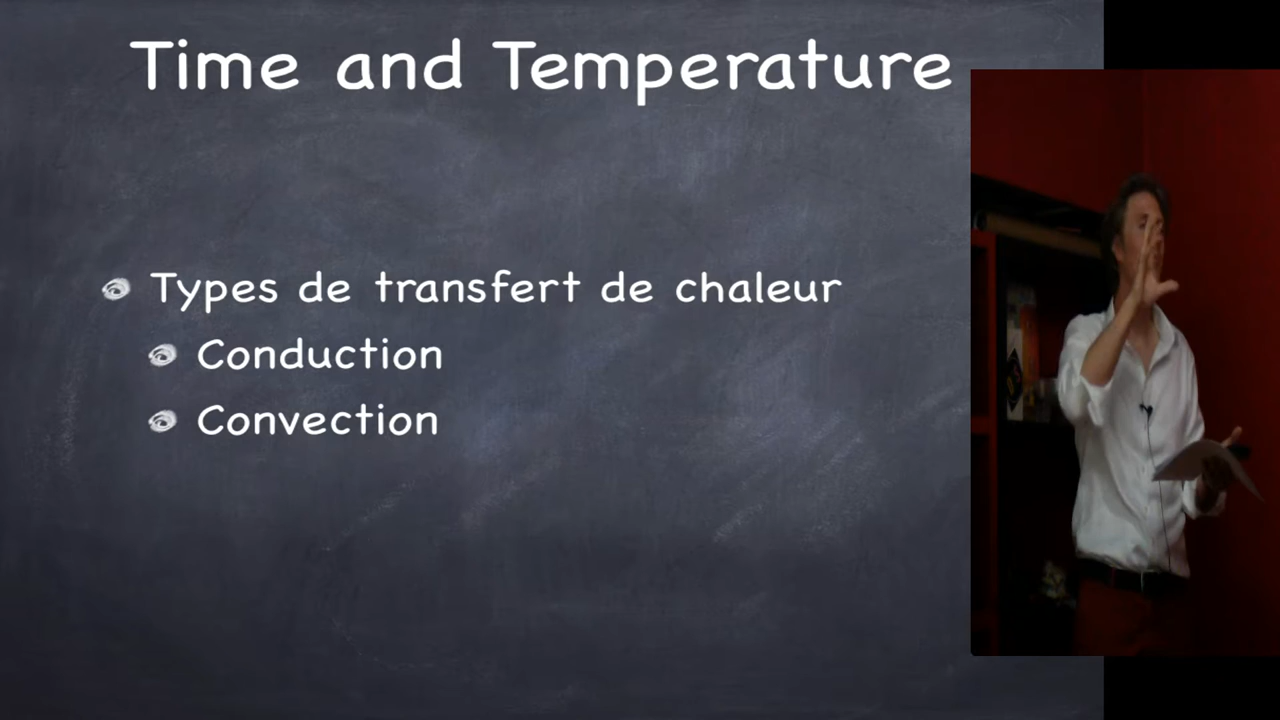 Time and Temperature
Types de transfert de chaleur
Conduction
Convection